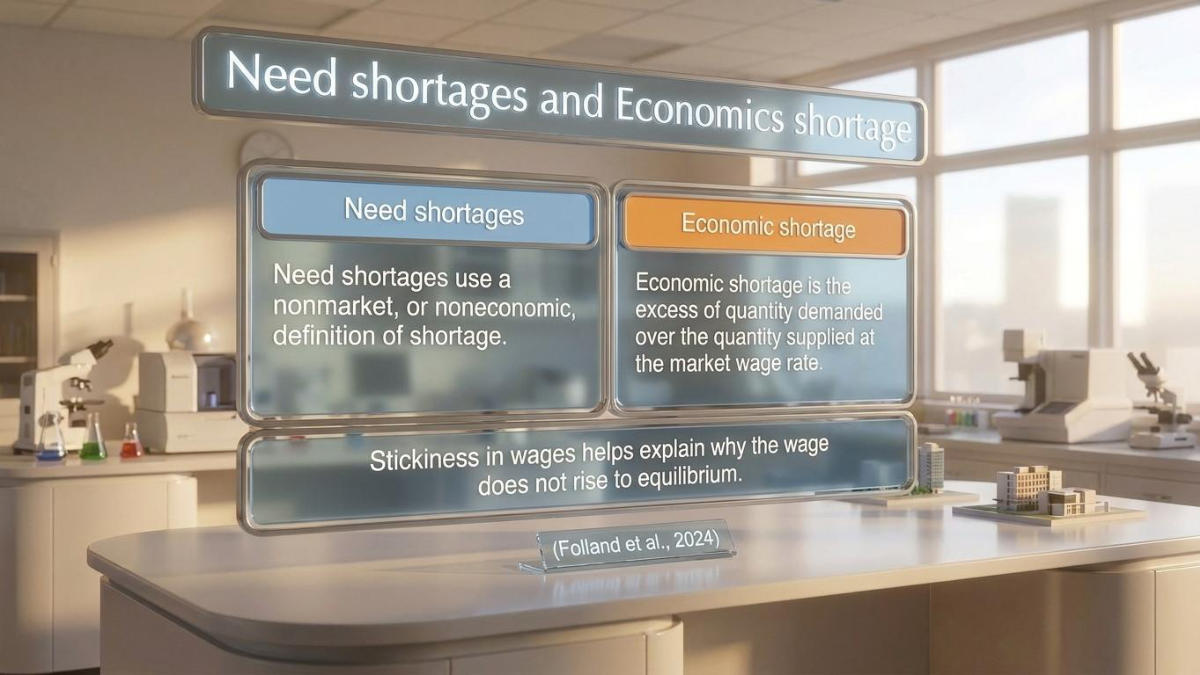 Need shortages and Economics shortage
Need shortages
Need shortages use a
nonmarket, or noneconomic,
definition of shortage.
Economic shortage
Economic shortage is the
excess of quantity demanded
over the quantity supplied at
the market wage rate.
Stickiness in wages helps explain why the wage
does not rise to equilibrium.
(Folland et al., 2024)